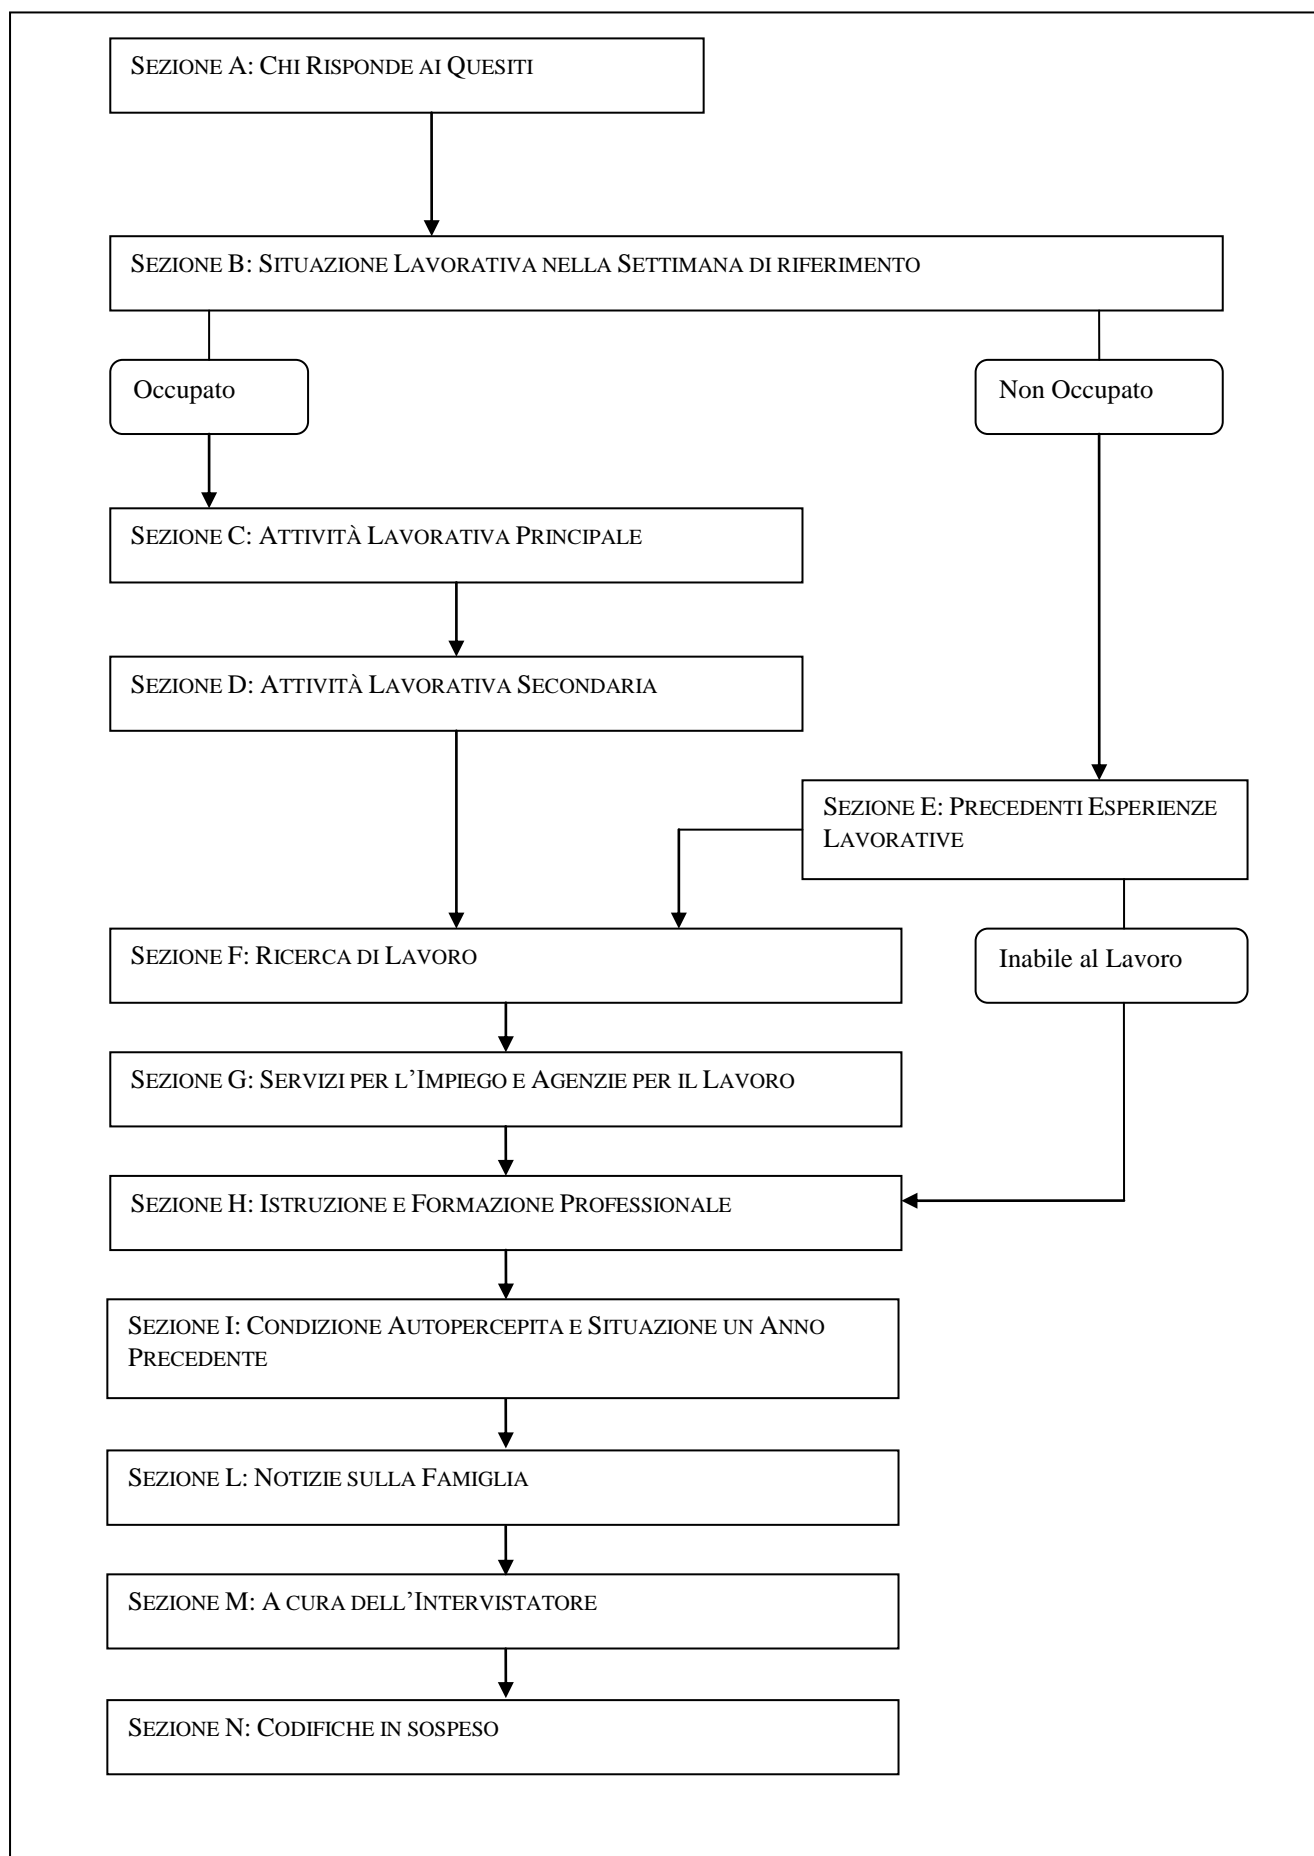 SEZIONE A: CHI RISPONDE AI QUESITI
SEZIONE B: SITUAZIONE LAVORATIVA NELLA SETTIMANA DI RIFERIMENTO
Occupato
Non Occupato
SEZIONE C: ATTIVITÀ LAVORATIVA PRINCIPALE
SEZIONE D: ATTIVITÀ LAVORATIVA SECONDARIA
SEZIONE E: PRECEDENTI ESPERIENZE
LAVORATIVE
SEZIONE F: RICERCA DI LAVORO
Inabile al Lavoro
SEZIONE G: SERVIZI PER L’IMPIEGO E AGENZIE PER IL LAVORO
SEZIONE H: ISTRUZIONE E FORMAZIONE PROFESSIONALE
SEZIONE I: CONDIZIONE AUTOPERCEPITA E SITUAZIONE UN ANNO
PRECEDENTE
SEZIONE L: NOTIZIE SULLA FAMIGLIA
SEZIONE M: A CURA DELL’INTERVISTATORE
SEZIONE N: CODIFICHE IN SOSPESO